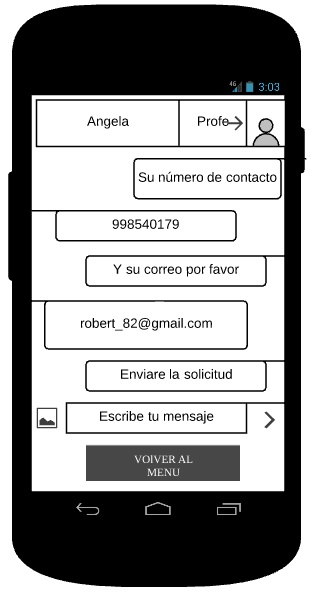 4G 3:03
Angela
Profe
Su número de contacto
998540179
Y su correo por favor
robert_82@gmail.com
Enviare la solicitud
Escribe tu mensaje
VOIVER AL
MENU